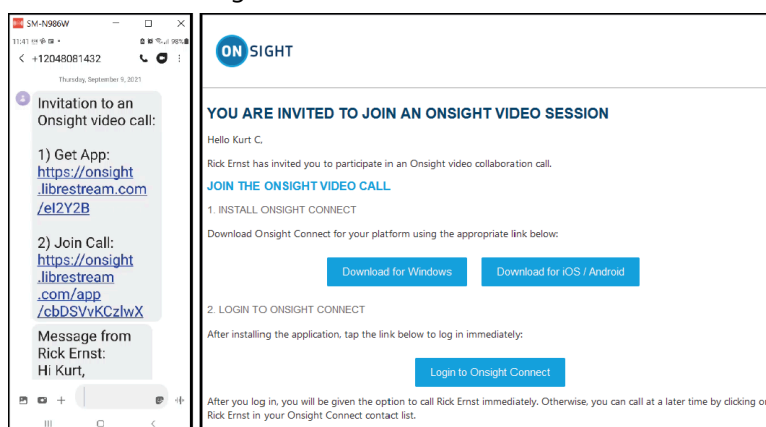 SM-N986W
11:41
98%
+12048081432
Thursday, September 9, 2021
Invitation to an
Onsight video call:
1) Get App:
https://onsight
.librestream.com
/eI2Y2B
2) Join Call:
https://onsight
.librestream
.com/app
/cbDSVvKCzlwX
Message from
Rick Ernst:
Hi Kurt,
ONSIGHT
YOU ARE INVITED TO JOIN AN ONSIGHT VIDEO SESSION
Hello Kurt C,
Rick Ernst has invited you to participate in an Onsight video collaboration call.
JOIN THE ONSIGHT VIDEO CALL
1. INSTALL ONSIGHT CONNECT
Download Onsight Connect for your platform using the appropriate link below:
Download for Windows
Download for iOS / Android
2. LOGIN TO ONSIGHT CONNECT
After installing the application, tap the link below to log in immediately:
Login to Onsight Connect
After you log in, you will be given the option to call Rick Ernst immediately. Otherwise, you can call at a later time by clicking o
Rick Ernst in your Onsight Connect contact list.